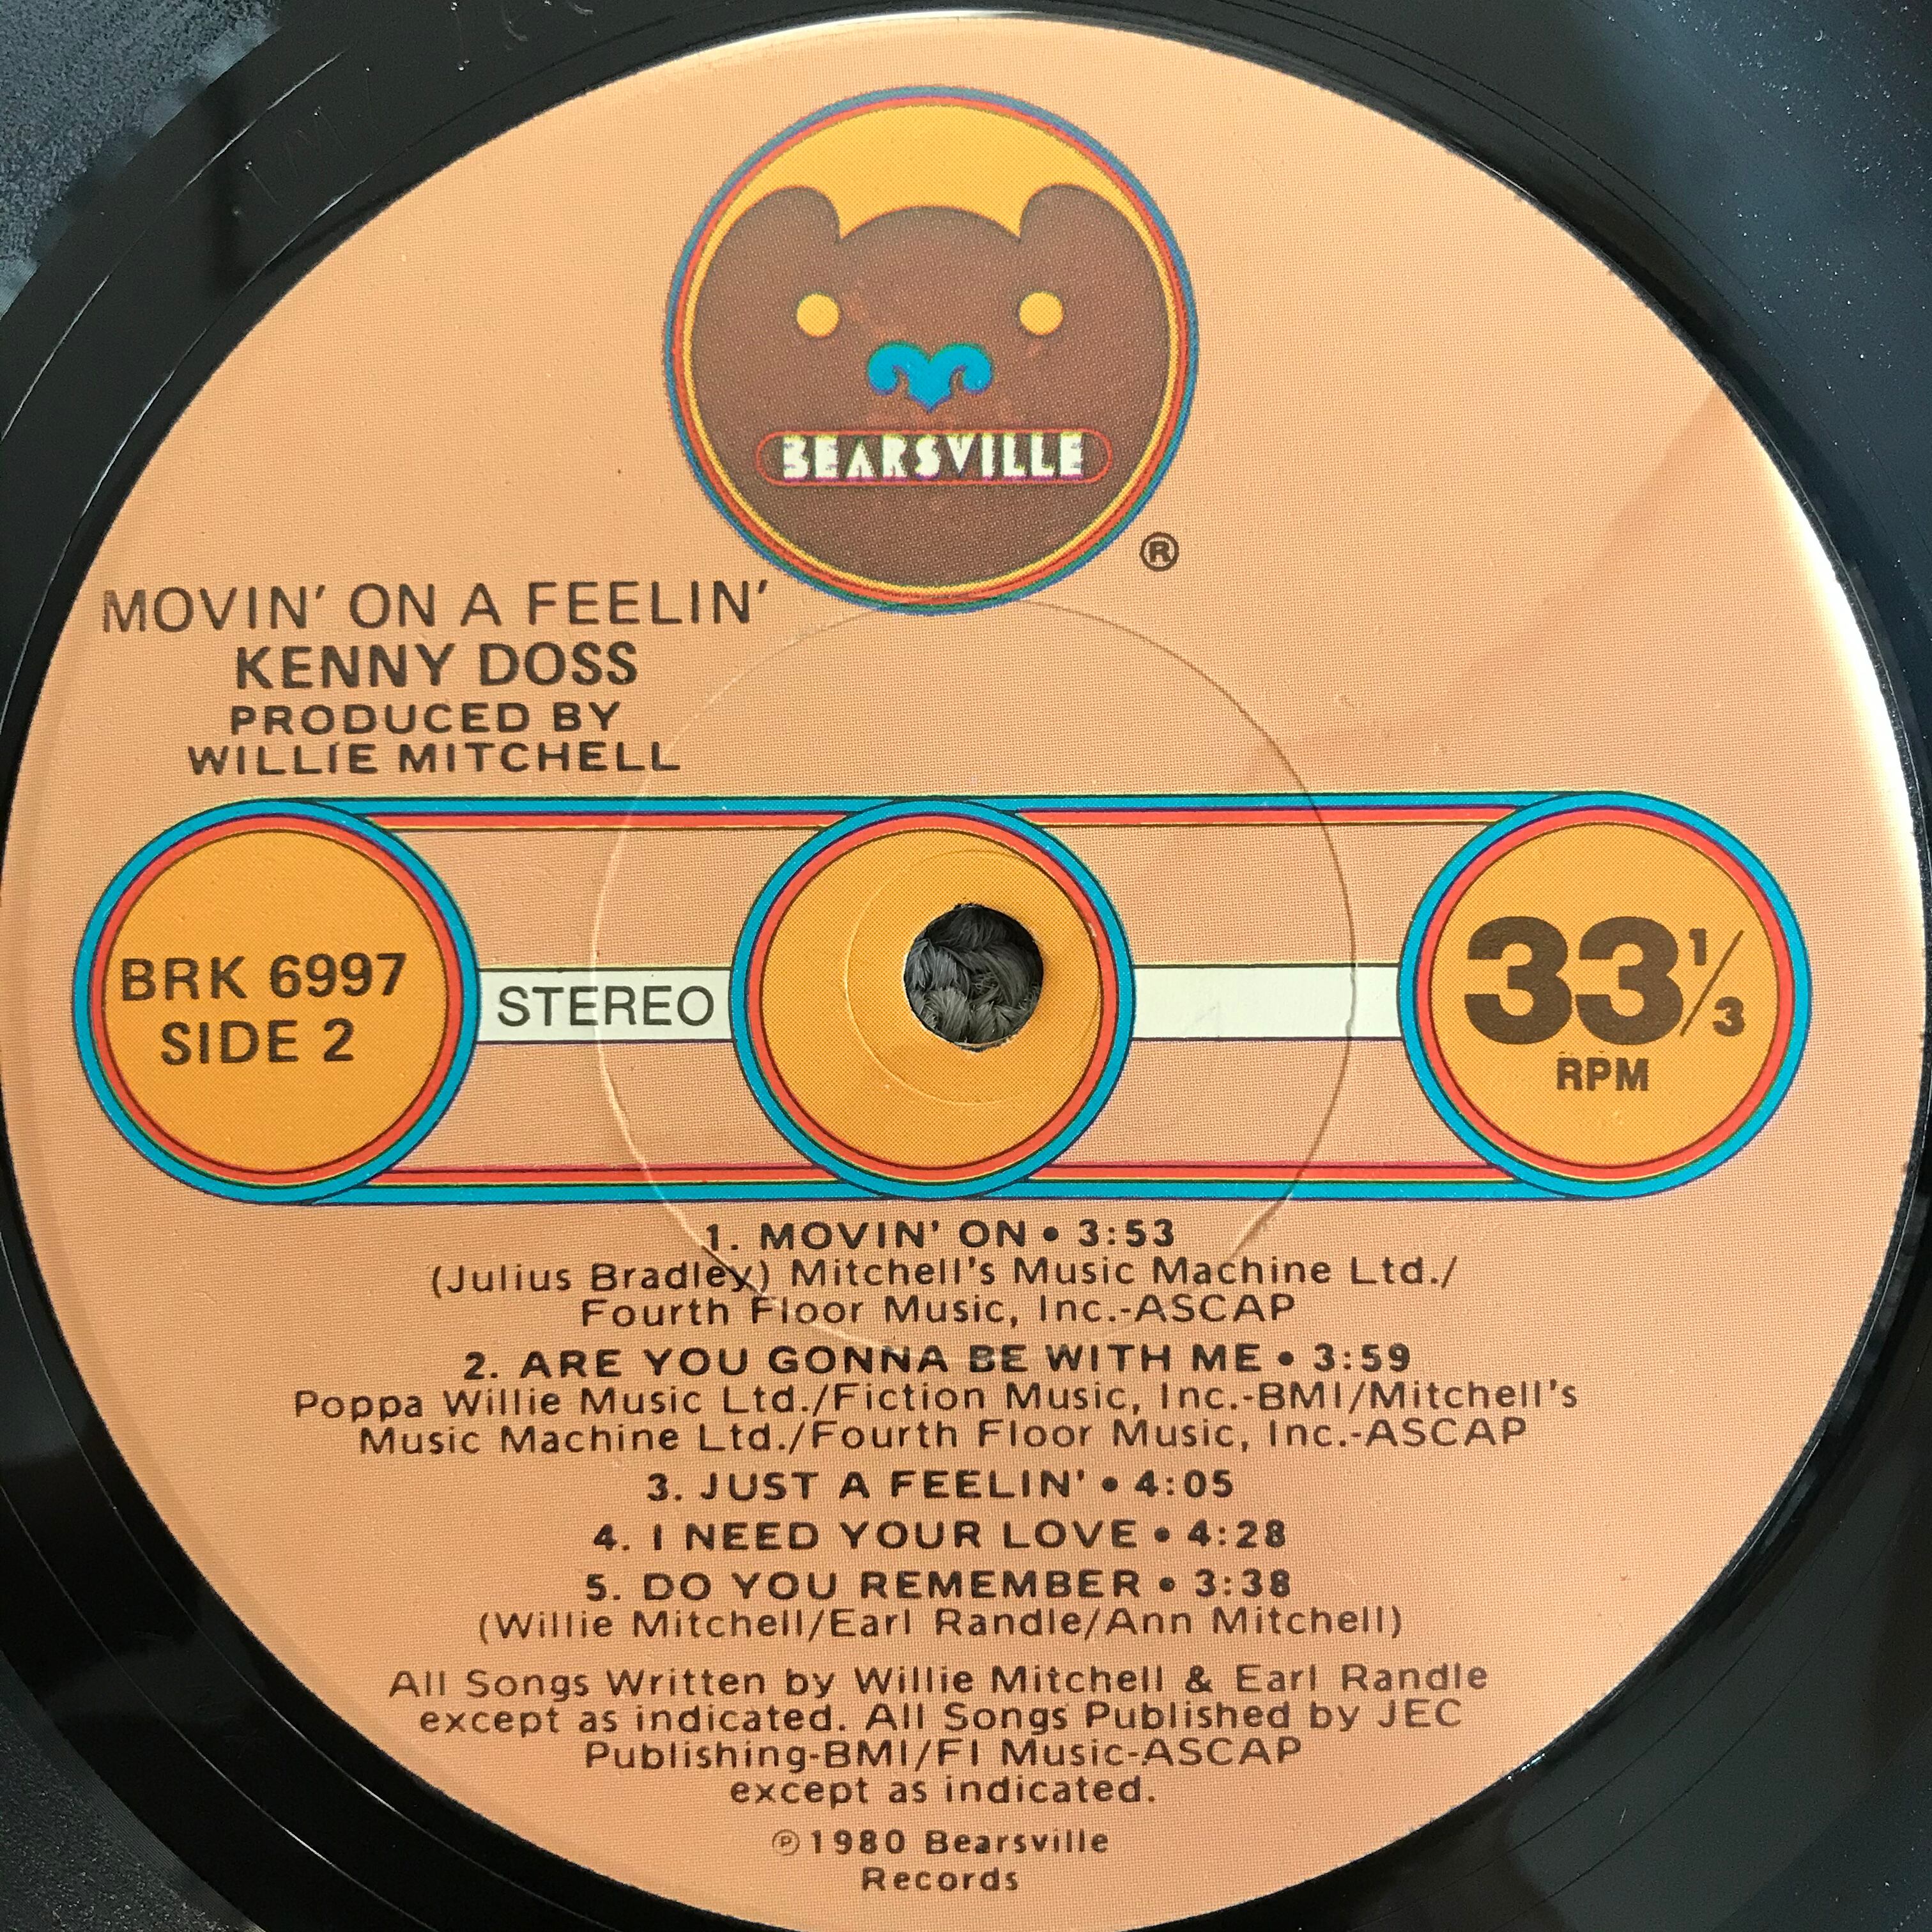 BEARSVILLE
®
MOVIN' ON A FEELIN'
KENNY DOSS
PRODUCED BY
WILLIE MITCHELL
BRK 6997
SIDE 2
STEREO
33 1/3
RPM
1. MOVIN' ON • 3:53
(Julius Bradley) Mitchell's Music Machine Ltd./
Fourth Floor Music, Inc.-ASCAP
2. ARE YOU GONNA BE WITH ME • 3:59
Poppa Willie Music Ltd./Fiction Music, Inc.-BMI/Mitchell's
Music Machine Ltd./Fourth Floor Music, Inc.-ASCAP
3. JUST A FEELIN' • 4:05
4. I NEED YOUR LOVE • 4:28
5. DO YOU REMEMBER • 3:38
(Willie Mitchell/Earl Randle/Ann Mitchell)
All Songs Written by Willie Mitchell & Earl Randle
except as indicated. All Songs Published by JEC
Publishing-BMI/FI Music-ASCAP
except as indicated.
℗ 1980 Bearsville
Records